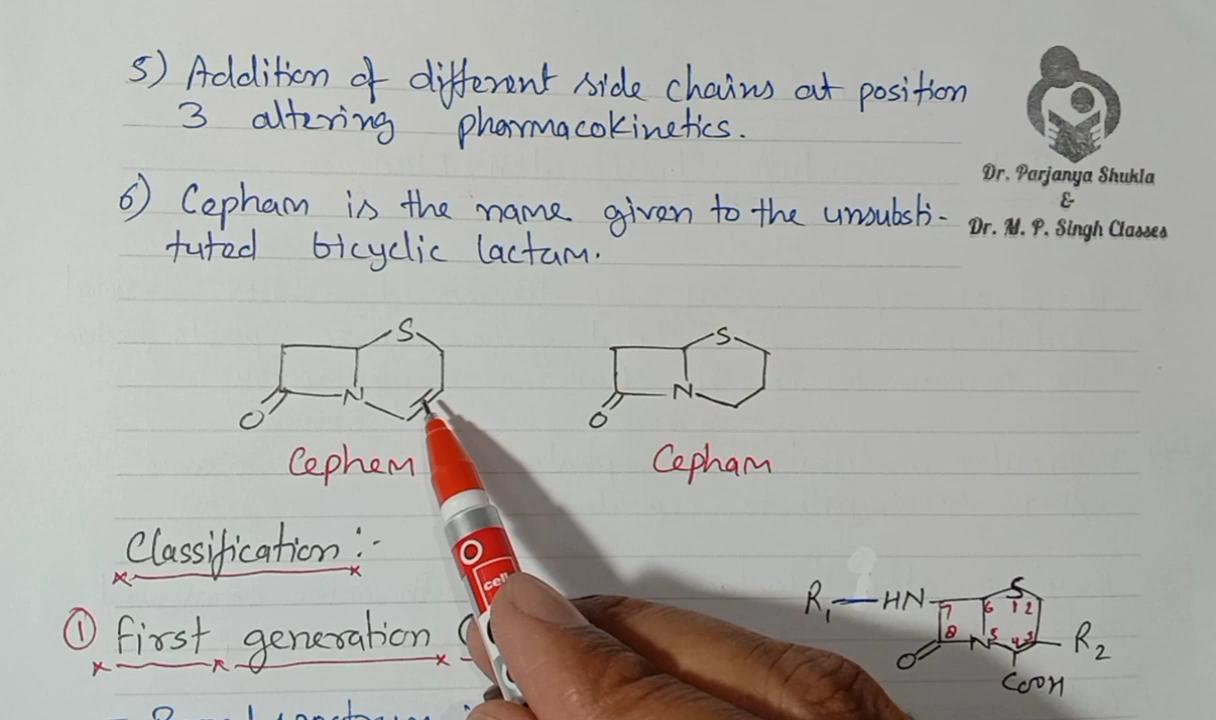 5) Addition of different side chains at position
3 altering pharmacokinetics.
Dr. Parjanya Shukla
&
Dr. M. P. Singh Classes
6) Cepham is the name given to the unsubsti-
tuted bicyclic lactam.
S
N
O
Cephem
S
N
O
Cepham
Classification :-
① first generation (
cell
R1-HN
7 6 S 1 2
8 5 4 3
O N R2
COOH